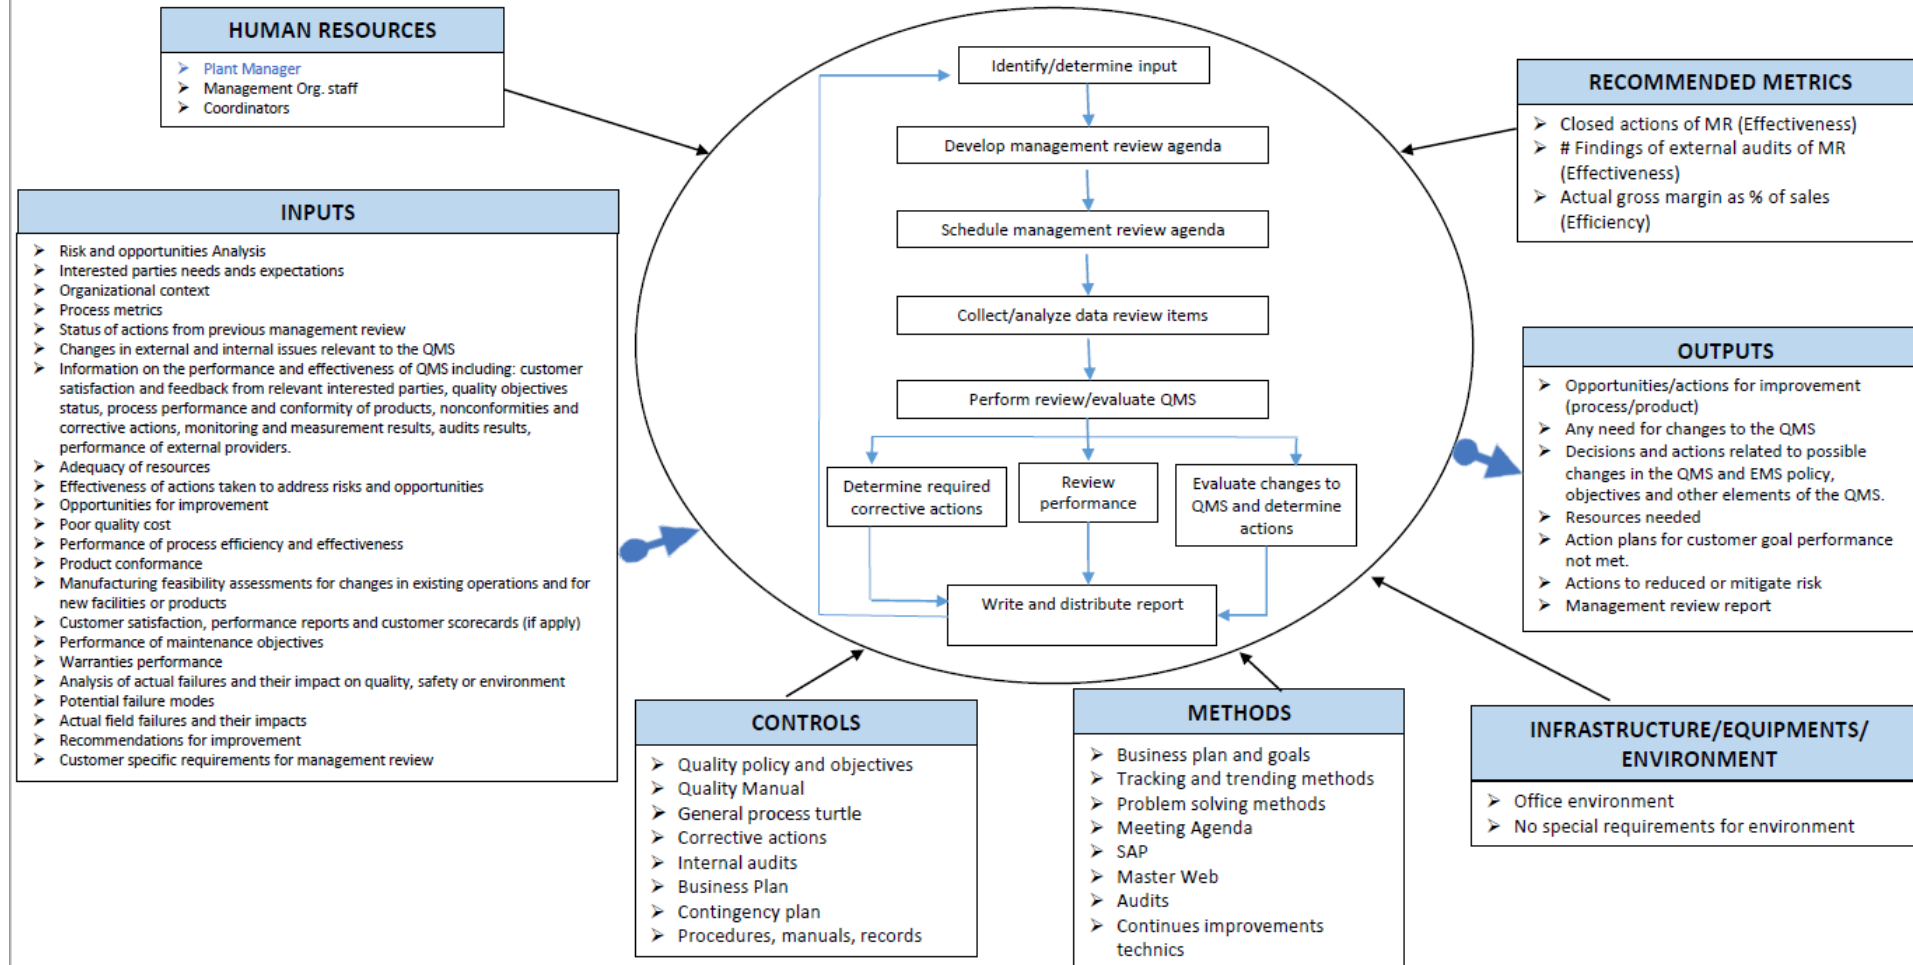 HUMAN RESOURCES
Plant Manager
Management Org. staff
Coordinators
INPUTS
Risk and opportunities Analysis
Interested parties needs ands expectations
Organizational context
Process metrics
Status of actions from previous management review
Changes in external and internal issues relevant to the QMS
Information on the performance and effectiveness of QMS including: customer
satisfaction and feedback from relevant interested parties, quality objectives
status, process performance and conformity of products, nonconformities and
corrective actions, monitoring and measurement results, audits results,
performance of external providers.
Adequacy of resources
Effectiveness of actions taken to address risks and opportunities
Opportunities for improvement
Poor quality cost
Performance of process efficiency and effectiveness
Product conformance
Manufacturing feasibility assessments for changes in existing operations and for
new facilities or products
Customer satisfaction, performance reports and customer scorecards (if apply)
Performance of maintenance objectives
Warranties performance
Analysis of actual failures and their impact on quality, safety or environment
Potential failure modes
Actual field failures and their impacts
Recommendations for improvement
Customer specific requirements for management review
Identify/determine input
Develop management review agenda
Schedule management review agenda
Collect/analyze data review items
Perform review/evaluate QMS
Determine required
corrective actions
Review
performance
Evaluate changes to
QMS and determine
actions
Write and distribute report
RECOMMENDED METRICS
Closed actions of MR (Effectiveness)
# Findings of external audits of MR
(Effectiveness)
Actual gross margin as % of sales
(Efficiency)
OUTPUTS
Opportunities/actions for improvement
(process/product)
Any need for changes to the QMS
Decisions and actions related to possible
changes in the QMS and EMS policy,
objectives and other elements of the QMS.
Resources needed
Action plans for customer goal performance
not met.
Actions to reduced or mitigate risk
Management review report
CONTROLS
Quality policy and objectives
Quality Manual
General process turtle
Corrective actions
Internal audits
Business Plan
Contingency plan
Procedures, manuals, records
METHODS
Business plan and goals
Tracking and trending methods
Problem solving methods
Meeting Agenda
SAP
Master Web
Audits
Continues improvements
technics
INFRASTRUCTURE/EQUIPMENTS/
ENVIRONMENT
Office environment
No special requirements for environment